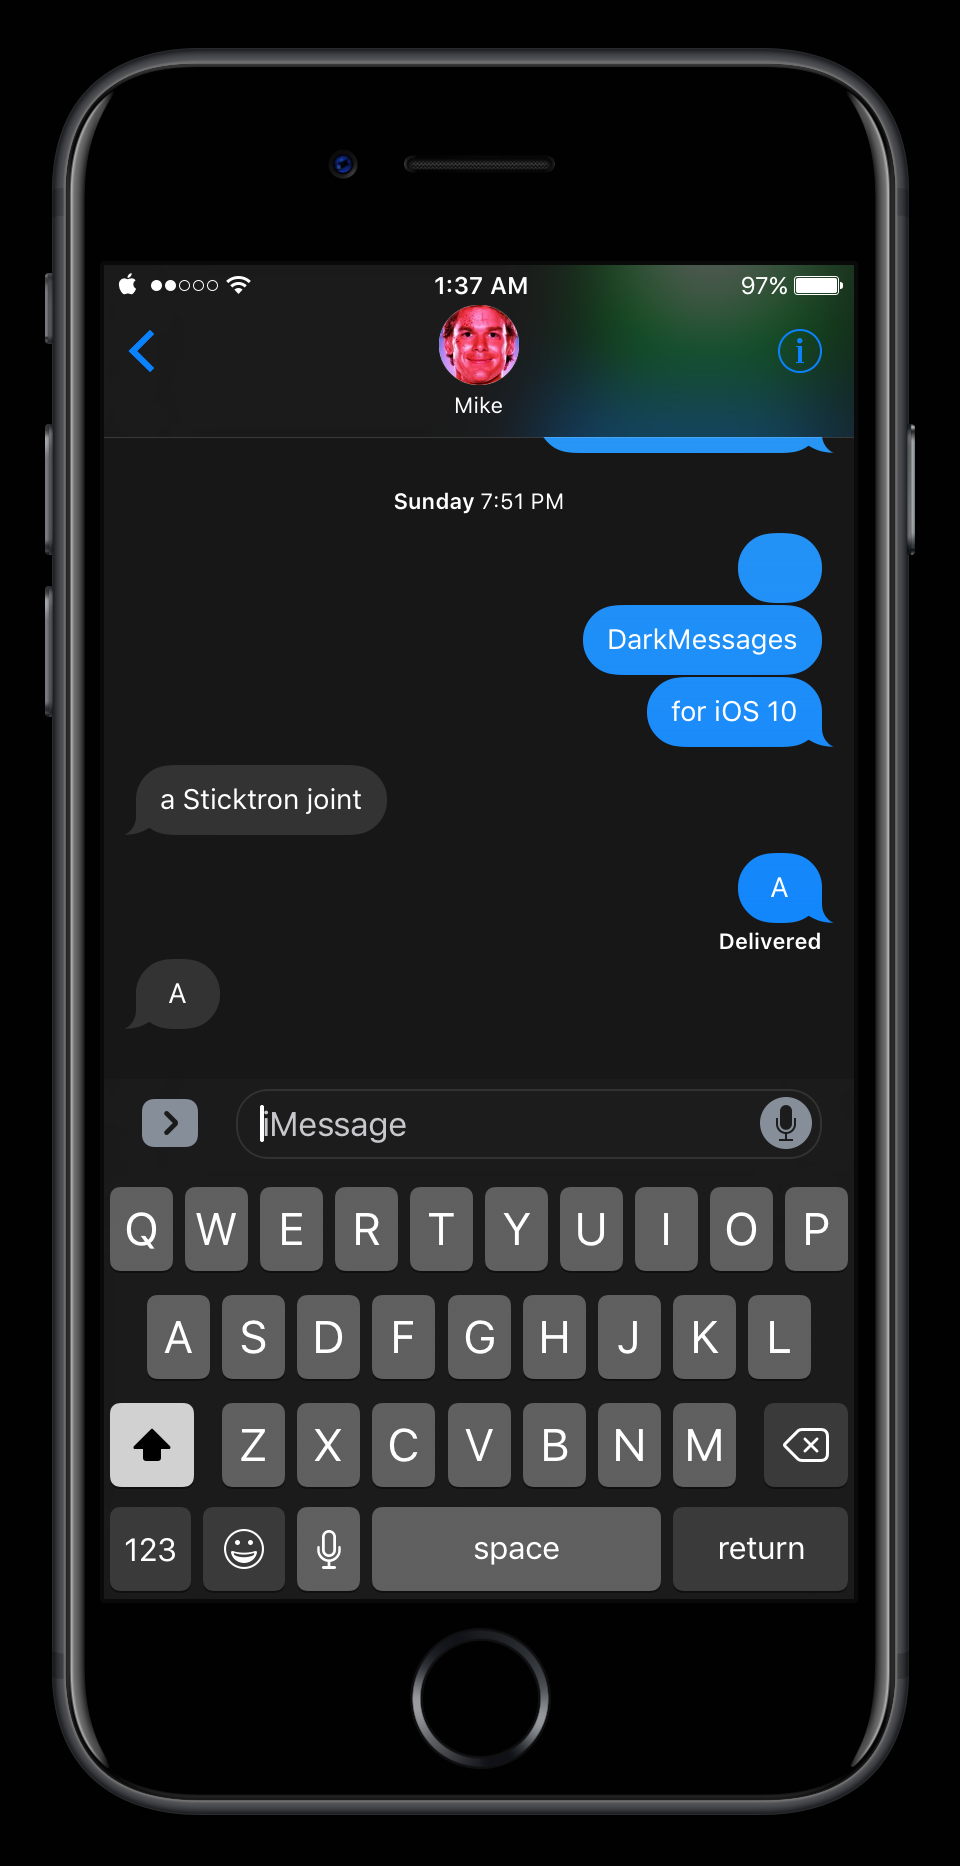 1:37 AM
97%
Mike
Sunday 7:51 PM
DarkMessages
for iOS 10
a Sticktron joint
A
Delivered
A
iMessage
Q W E R T Y U I O P
A S D F G H J K L
Z X C V B N M
123 space return